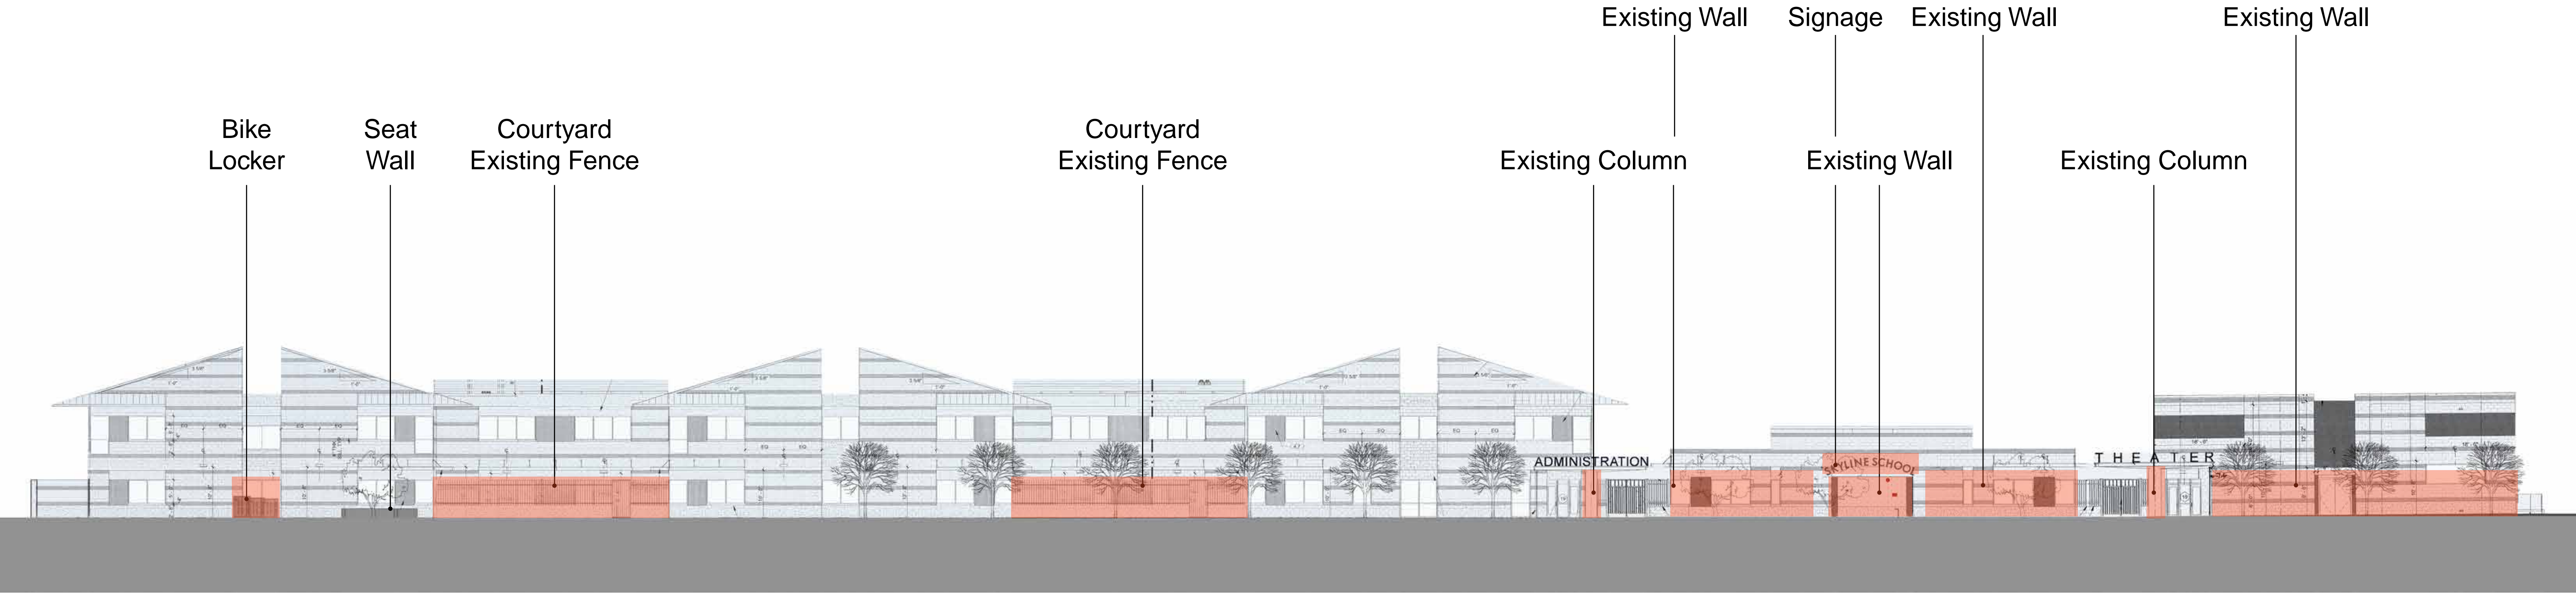 Existing Wall
Signage
Existing Wall
Existing Wall
Bike
Locker
Seat
Wall
Courtyard
Existing Fence
Courtyard
Existing Fence
Existing Column
Existing Wall
Existing Column
ADMINISTRATION
SKYLINE SCHOOL
THEATER